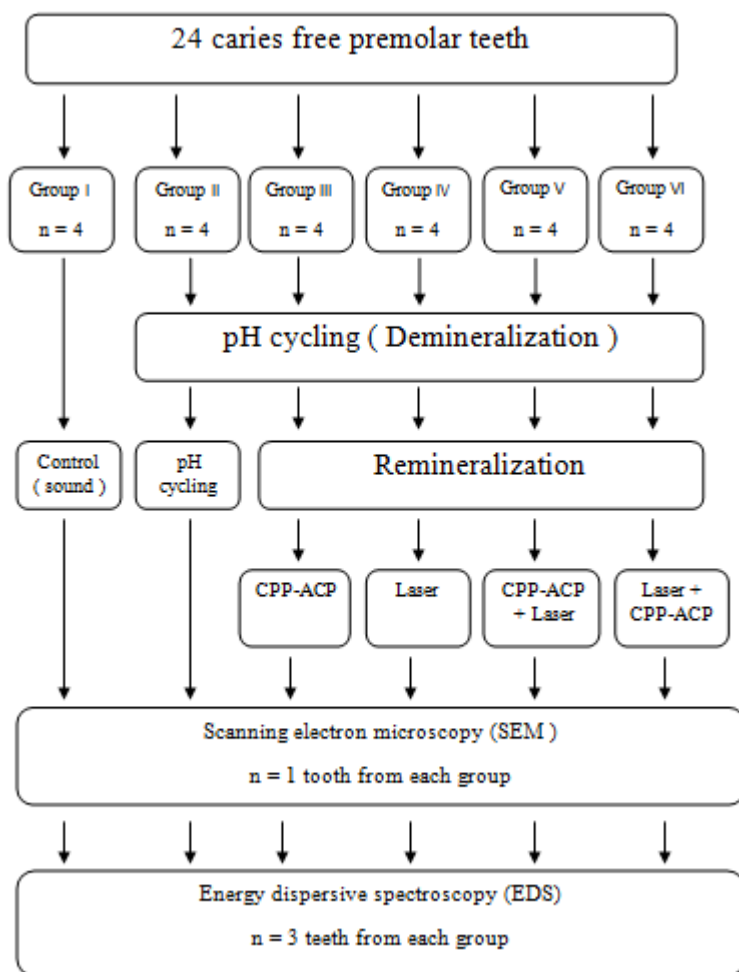 24 caries free premolar teeth
Group I
n = 4
Group II
n = 4
Group III
n = 4
Group IV
n = 4
Group V
n = 4
Group VI
n = 4
pH cycling ( Demineralization )
Control
( sound )
pH
cycling
Remineralization
CPP-ACP
Laser
CPP-ACP
+ Laser
Laser +
CPP-ACP
Scanning electron microscopy (SEM )
n = 1 tooth from each group
Energy dispersive spectroscopy (EDS)
n = 3 teeth from each group